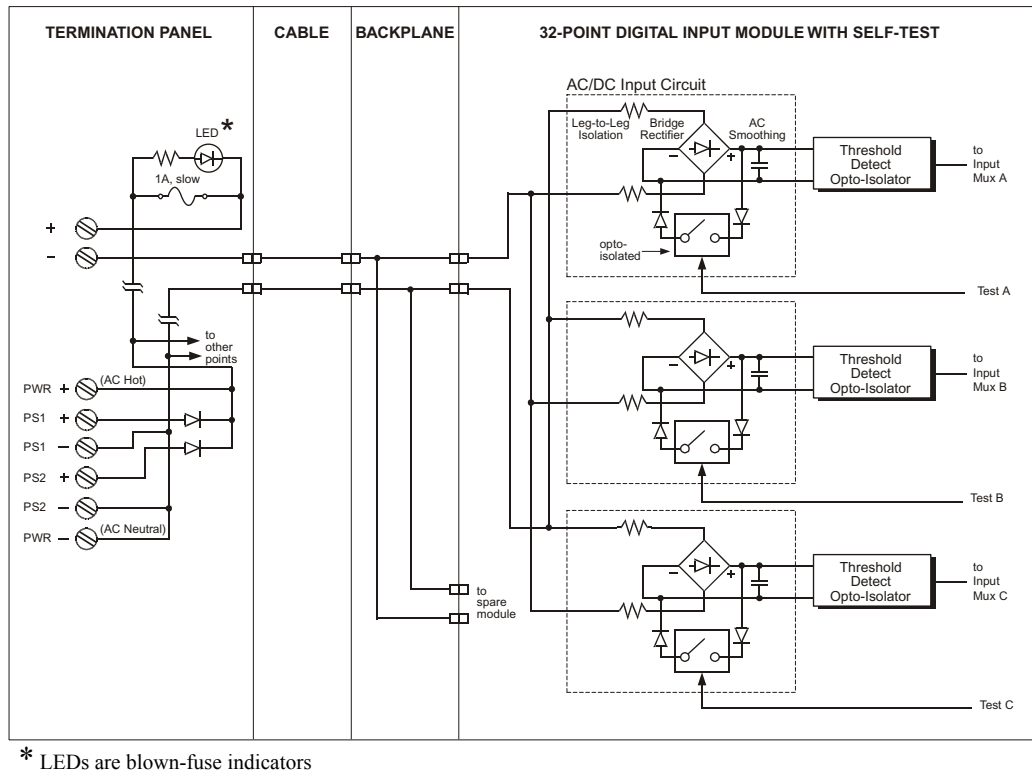 TERMINATION PANEL
CABLE
BACKPLANE
32-POINT DIGITAL INPUT MODULE WITH SELF-TEST
LED *
1A, slow
+
−
to
other
points
PWR + (AC Hot)
PS1 +
PS1 −
PS2 +
PS2 −
PWR − (AC Neutral)
to
spare
module
AC/DC Input Circuit
Leg-to-Leg
Isolation
Bridge
Rectifier
AC
Smoothing
− +
opto-
isolated
Threshold
Detect
Opto-Isolator
to
Input
Mux A
Test A
− +
Threshold
Detect
Opto-Isolator
to
Input
Mux B
Test B
− +
Threshold
Detect
Opto-Isolator
to
Input
Mux C
Test C
* LEDs are blown-fuse indicators